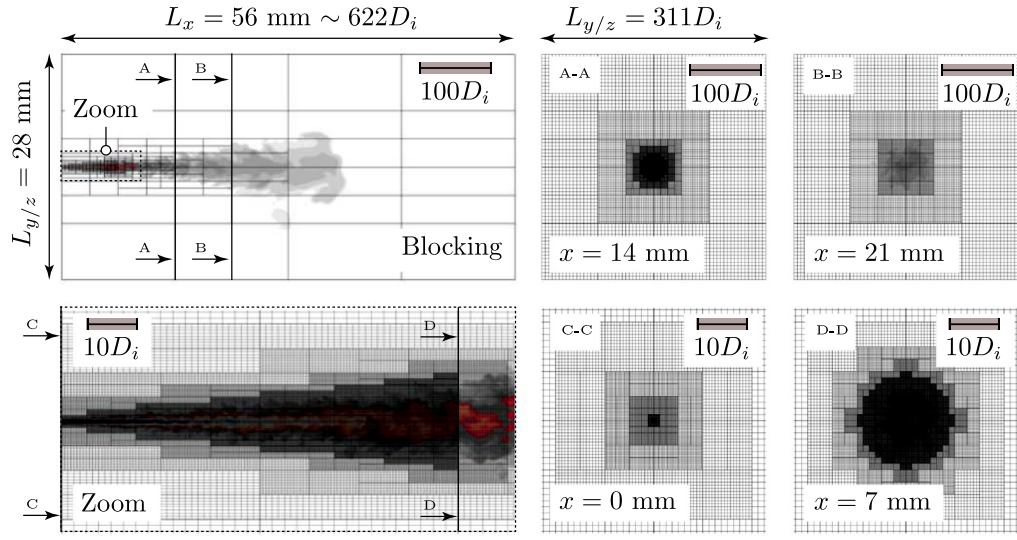 L_x = 56 mm ∼ 622D_i
L_{y/z} = 311D_i
L_{y/z} = 28 mm
A
B
100D_i
Zoom
A
B
Blocking
A-A
100D_i
x = 14 mm
B-B
100D_i
x = 21 mm
C
10D_i
D
C
Zoom
D
C-C
10D_i
x = 0 mm
D-D
10D_i
x = 7 mm